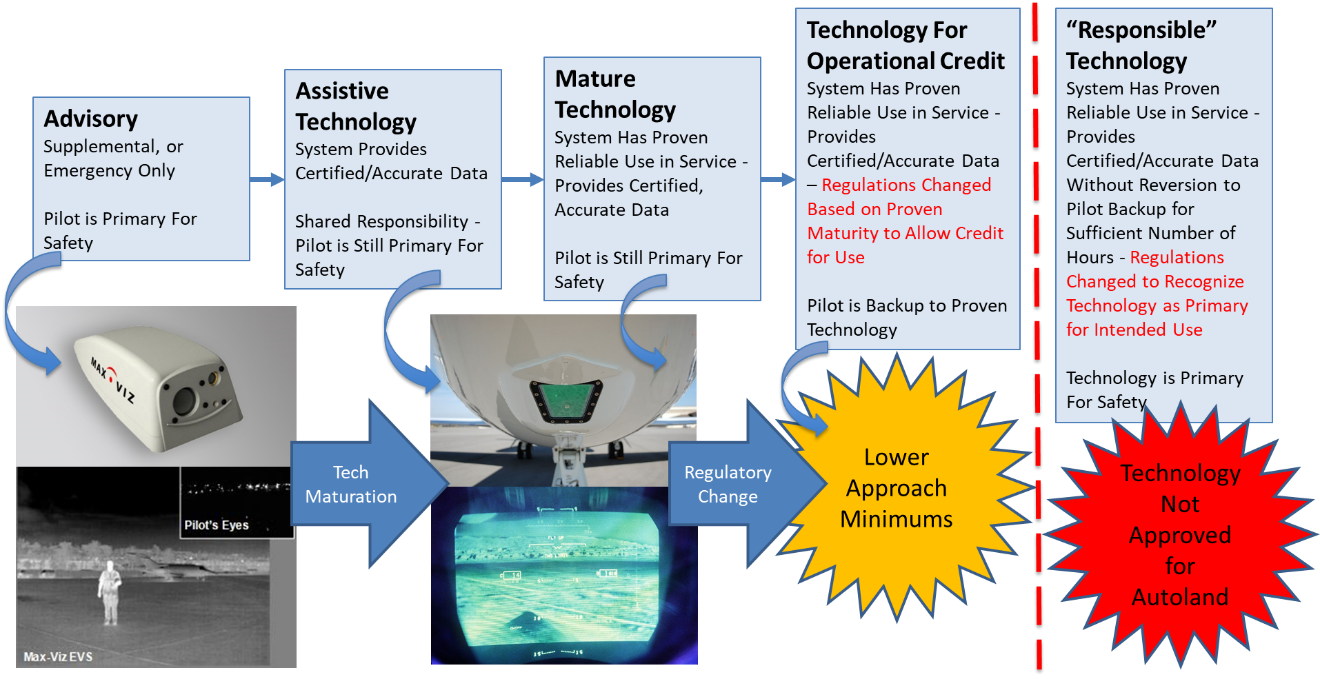 Advisory
Supplemental, or
Emergency Only
Pilot is Primary For
Safety
Assistive
Technology
System Provides
Certified/Accurate Data
Shared Responsibility -
Pilot is Still Primary For
Safety
Mature
Technology
System Has Proven
Reliable Use in Service -
Provides Certified,
Accurate Data
Pilot is Still Primary For
Safety
Technology For
Operational Credit
System Has Proven
Reliable Use in Service -
Provides
Certified/Accurate Data
– Regulations Changed
Based on Proven
Maturity to Allow Credit
for Use
Pilot is Backup to Proven
Technology
“Responsible”
Technology
System Has Proven
Reliable Use in Service -
Provides
Certified/Accurate Data
Without Reversion to
Pilot Backup for
Sufficient Number of
Hours - Regulations
Changed to Recognize
Technology as Primary
for Intended Use
Technology is Primary
For Safety
MAX VIZ
Pilot's Eyes
Max-Viz EVS
Tech
Maturation
Regulatory
Change
Lower
Approach
Minimums
Technology
Not
Approved
for
Autoland